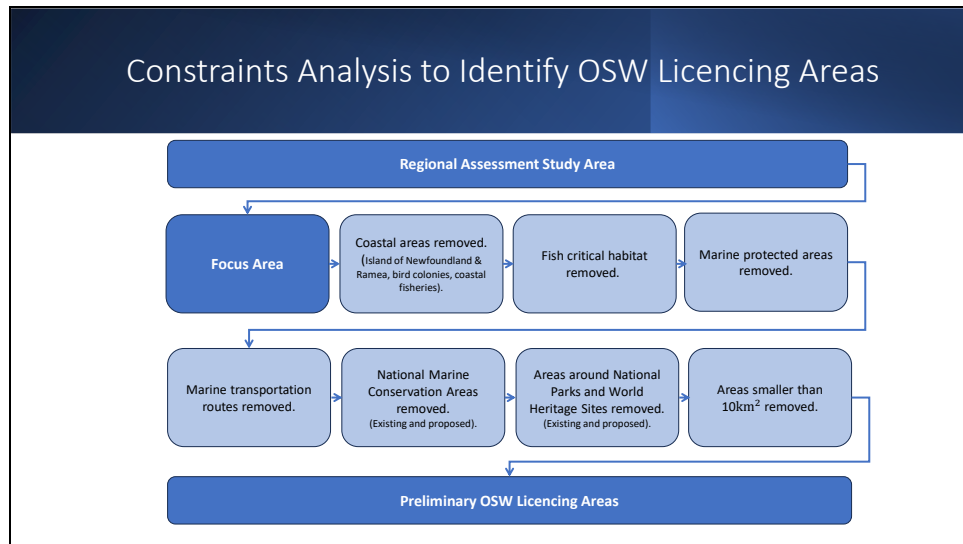 Constraints Analysis to Identify OSW Licencing Areas
Regional Assessment Study Area
Focus Area
Coastal areas removed.
(Island of Newfoundland &
Ramea, bird colonies, coastal
fisheries).
Fish critical habitat
removed.
Marine protected areas
removed.
Marine transportation
routes removed.
National Marine
Conservation Areas
removed.
(Existing and proposed).
Areas around National
Parks and World
Heritage Sites removed.
(Existing and proposed).
Areas smaller than
10km² removed.
Preliminary OSW Licencing Areas